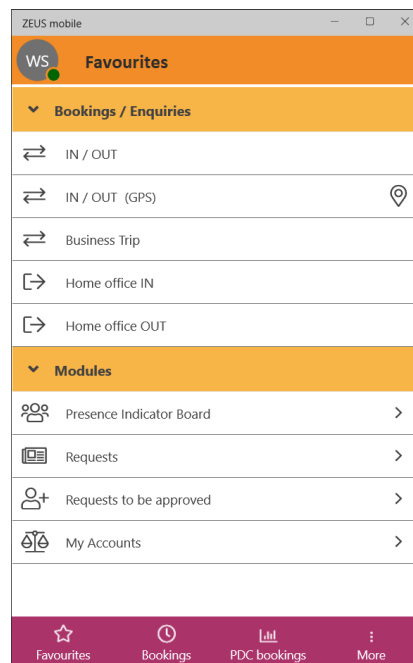 ZEUS mobile
WS
Favourites
Bookings / Enquiries
IN / OUT
IN / OUT (GPS)
Business Trip
Home office IN
Home office OUT
Modules
Presence Indicator Board
Requests
Requests to be approved
My Accounts
Favourites Bookings PDC bookings More